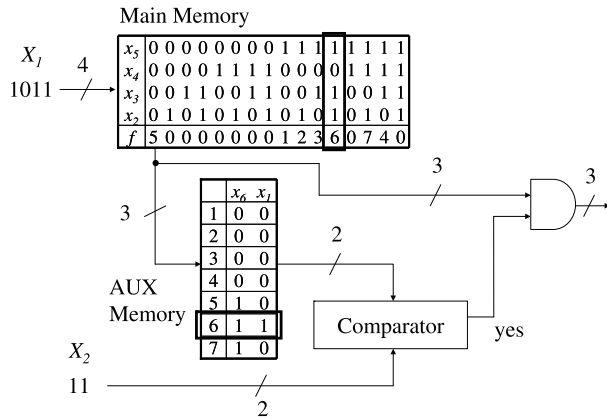 Main Memory
X1
1011
4
x5 0 0 0 0 0 0 0 0 1 1 1 1 1 1 1 1
x4 0 0 0 0 1 1 1 1 0 0 0 0 1 1 1 1
x3 0 0 1 1 0 0 1 1 0 0 1 1 0 0 1 1
x2 0 1 0 1 0 1 0 1 0 1 0 1 0 1 0 1
f 5 0 0 0 0 0 0 0 1 2 3 6 0 7 4 0
3
3
3
x6 x1
1 0 0
2 0 0
3 0 0
4 0 0
5 1 0
6 1 1
7 1 0
AUX
Memory
2
Comparator
yes
X2
11
2